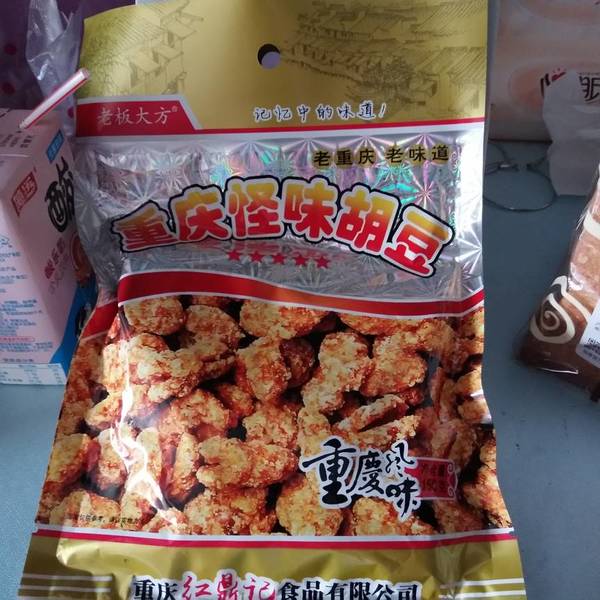 老板大方®
记忆中的味道!
老重庆 老味道
重庆怪味胡豆
重慶風味
重庆红鼎记食品有限公司